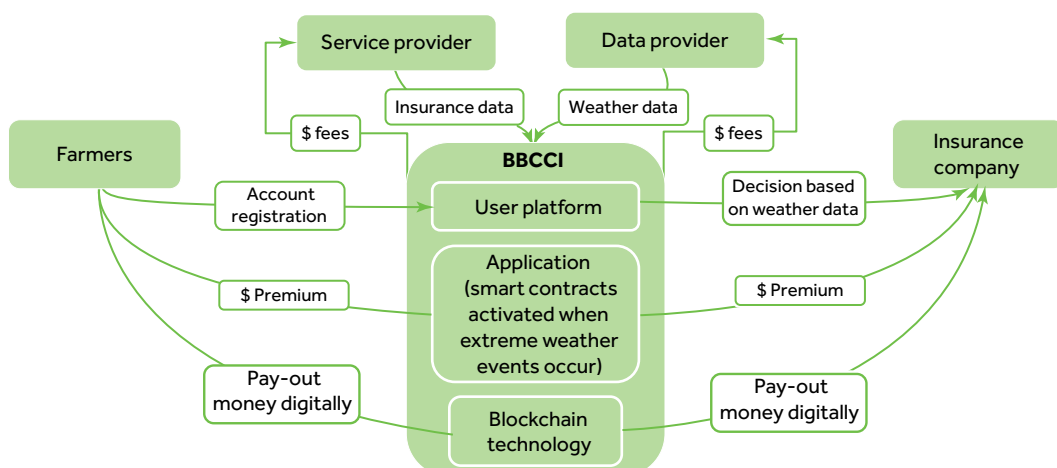 Service provider
Data provider
Insurance data
Weather data
$ fees
$ fees
Farmers
BBCCI
Insurance
company
Account
registration
User platform
Decision based
on weather data
$ Premium
Application
(smart contracts
activated when
extreme weather
events occur)
$ Premium
Pay-out
money digitally
Blockchain
technology
Pay-out
money digitally